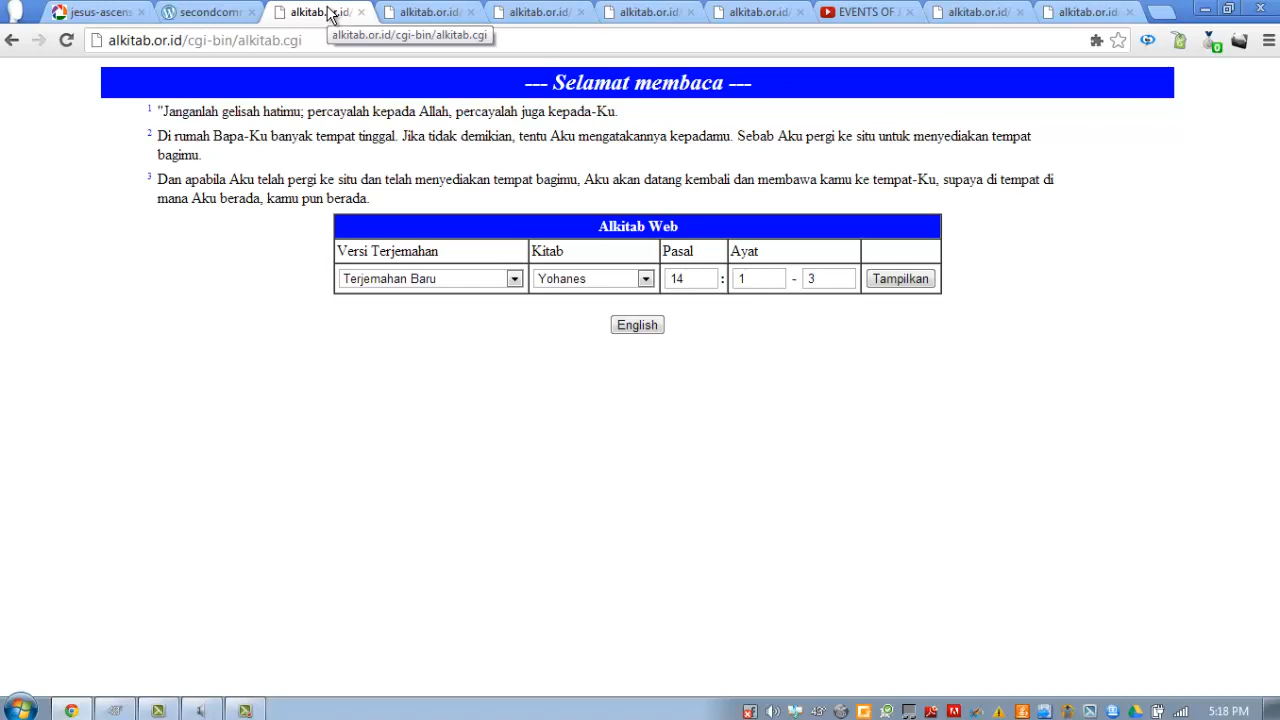 jesus-ascens
secondcomr
alkitab.or.id/
alkitab.or.id/
alkitab.or.id/
alkitab.or.id/
alkitab.or.id/
EVENTS OF J
alkitab.or.id/
alkitab.or.id/
alkitab.or.id/cgi-bin/alkitab.cgi
alkitab.or.id/cgi-bin/alkitab.cgi
--- Selamat membaca ---
1 "Janganlah gelisah hatimu; percayalah kepada Allah, percayalah juga kepada-Ku.
2 Di rumah Bapa-Ku banyak tempat tinggal. Jika tidak demikian, tentu Aku mengatakannya kepadamu. Sebab Aku pergi ke situ untuk menyediakan tempat
bagimu.
3 Dan apabila Aku telah pergi ke situ dan telah menyediakan tempat bagimu, Aku akan datang kembali dan membawa kamu ke tempat-Ku, supaya di tempat di
mana Aku berada, kamu pun berada.
Alkitab Web
Versi Terjemahan Kitab Pasal Ayat
Terjemahan Baru Yohanes 14 : 1 - 3 Tampilkan
English
43°
5:18 PM